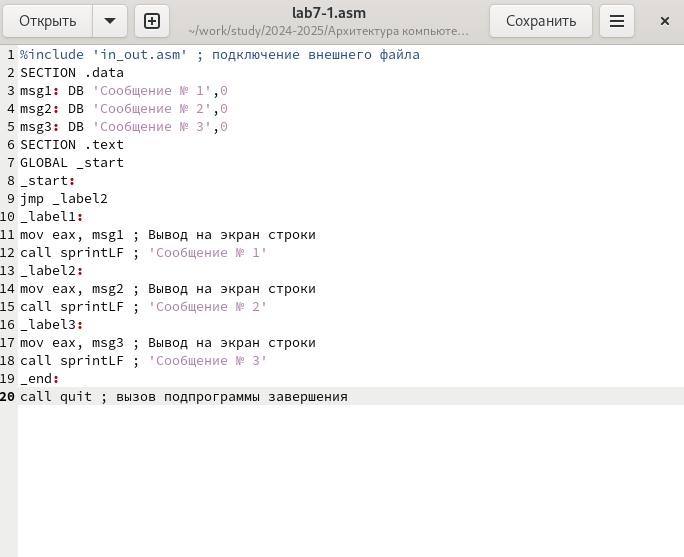 Открыть
lab7-1.asm
~/work/study/2024-2025/Архитектура компьюте...
Сохранить
1 %include 'in_out.asm' ; подключение внешнего файла
2 SECTION .data
3 msg1: DB 'Сообщение № 1',0
4 msg2: DB 'Сообщение № 2',0
5 msg3: DB 'Сообщение № 3',0
6 SECTION .text
7 GLOBAL _start
8 _start:
9 jmp _label2
10 _label1:
11 mov eax, msg1 ; Вывод на экран строки
12 call sprintLF ; 'Сообщение № 1'
13 _label2:
14 mov eax, msg2 ; Вывод на экран строки
15 call sprintLF ; 'Сообщение № 2'
16 _label3:
17 mov eax, msg3 ; Вывод на экран строки
18 call sprintLF ; 'Сообщение № 3'
19 _end:
20 call quit ; вызов подпрограммы завершения